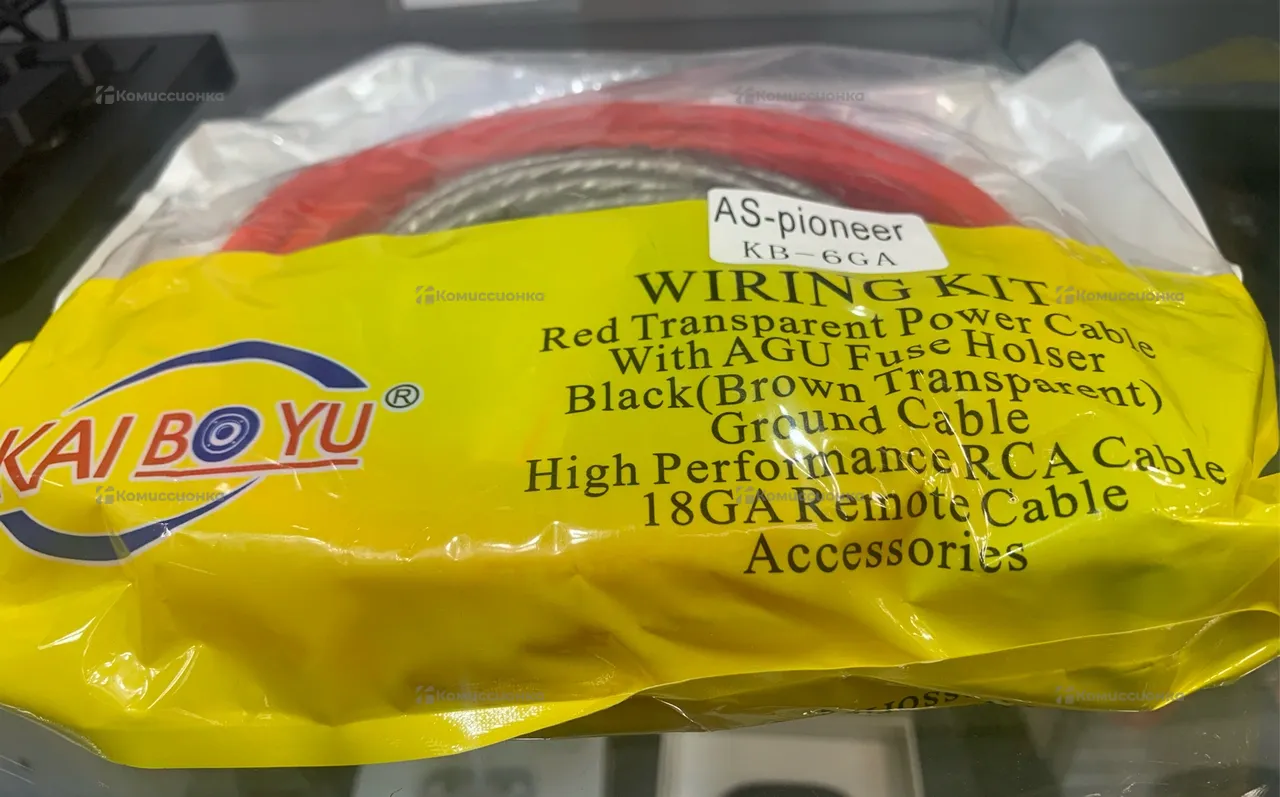 AS-pioneer
KB-6GA
WIRING KIT
Red Transparent Power Cable
With AGU Fuse Holser
Black(Brown Transparent)
Ground Cable
High Performance RCA Cable
18GA Remote Cable
Accessories
KAI BO YU ®
Комиссионка
Комиссионка
Комиссионка
Комиссионка
Комиссионка
Комиссионка
Комиссионка
Комиссионка